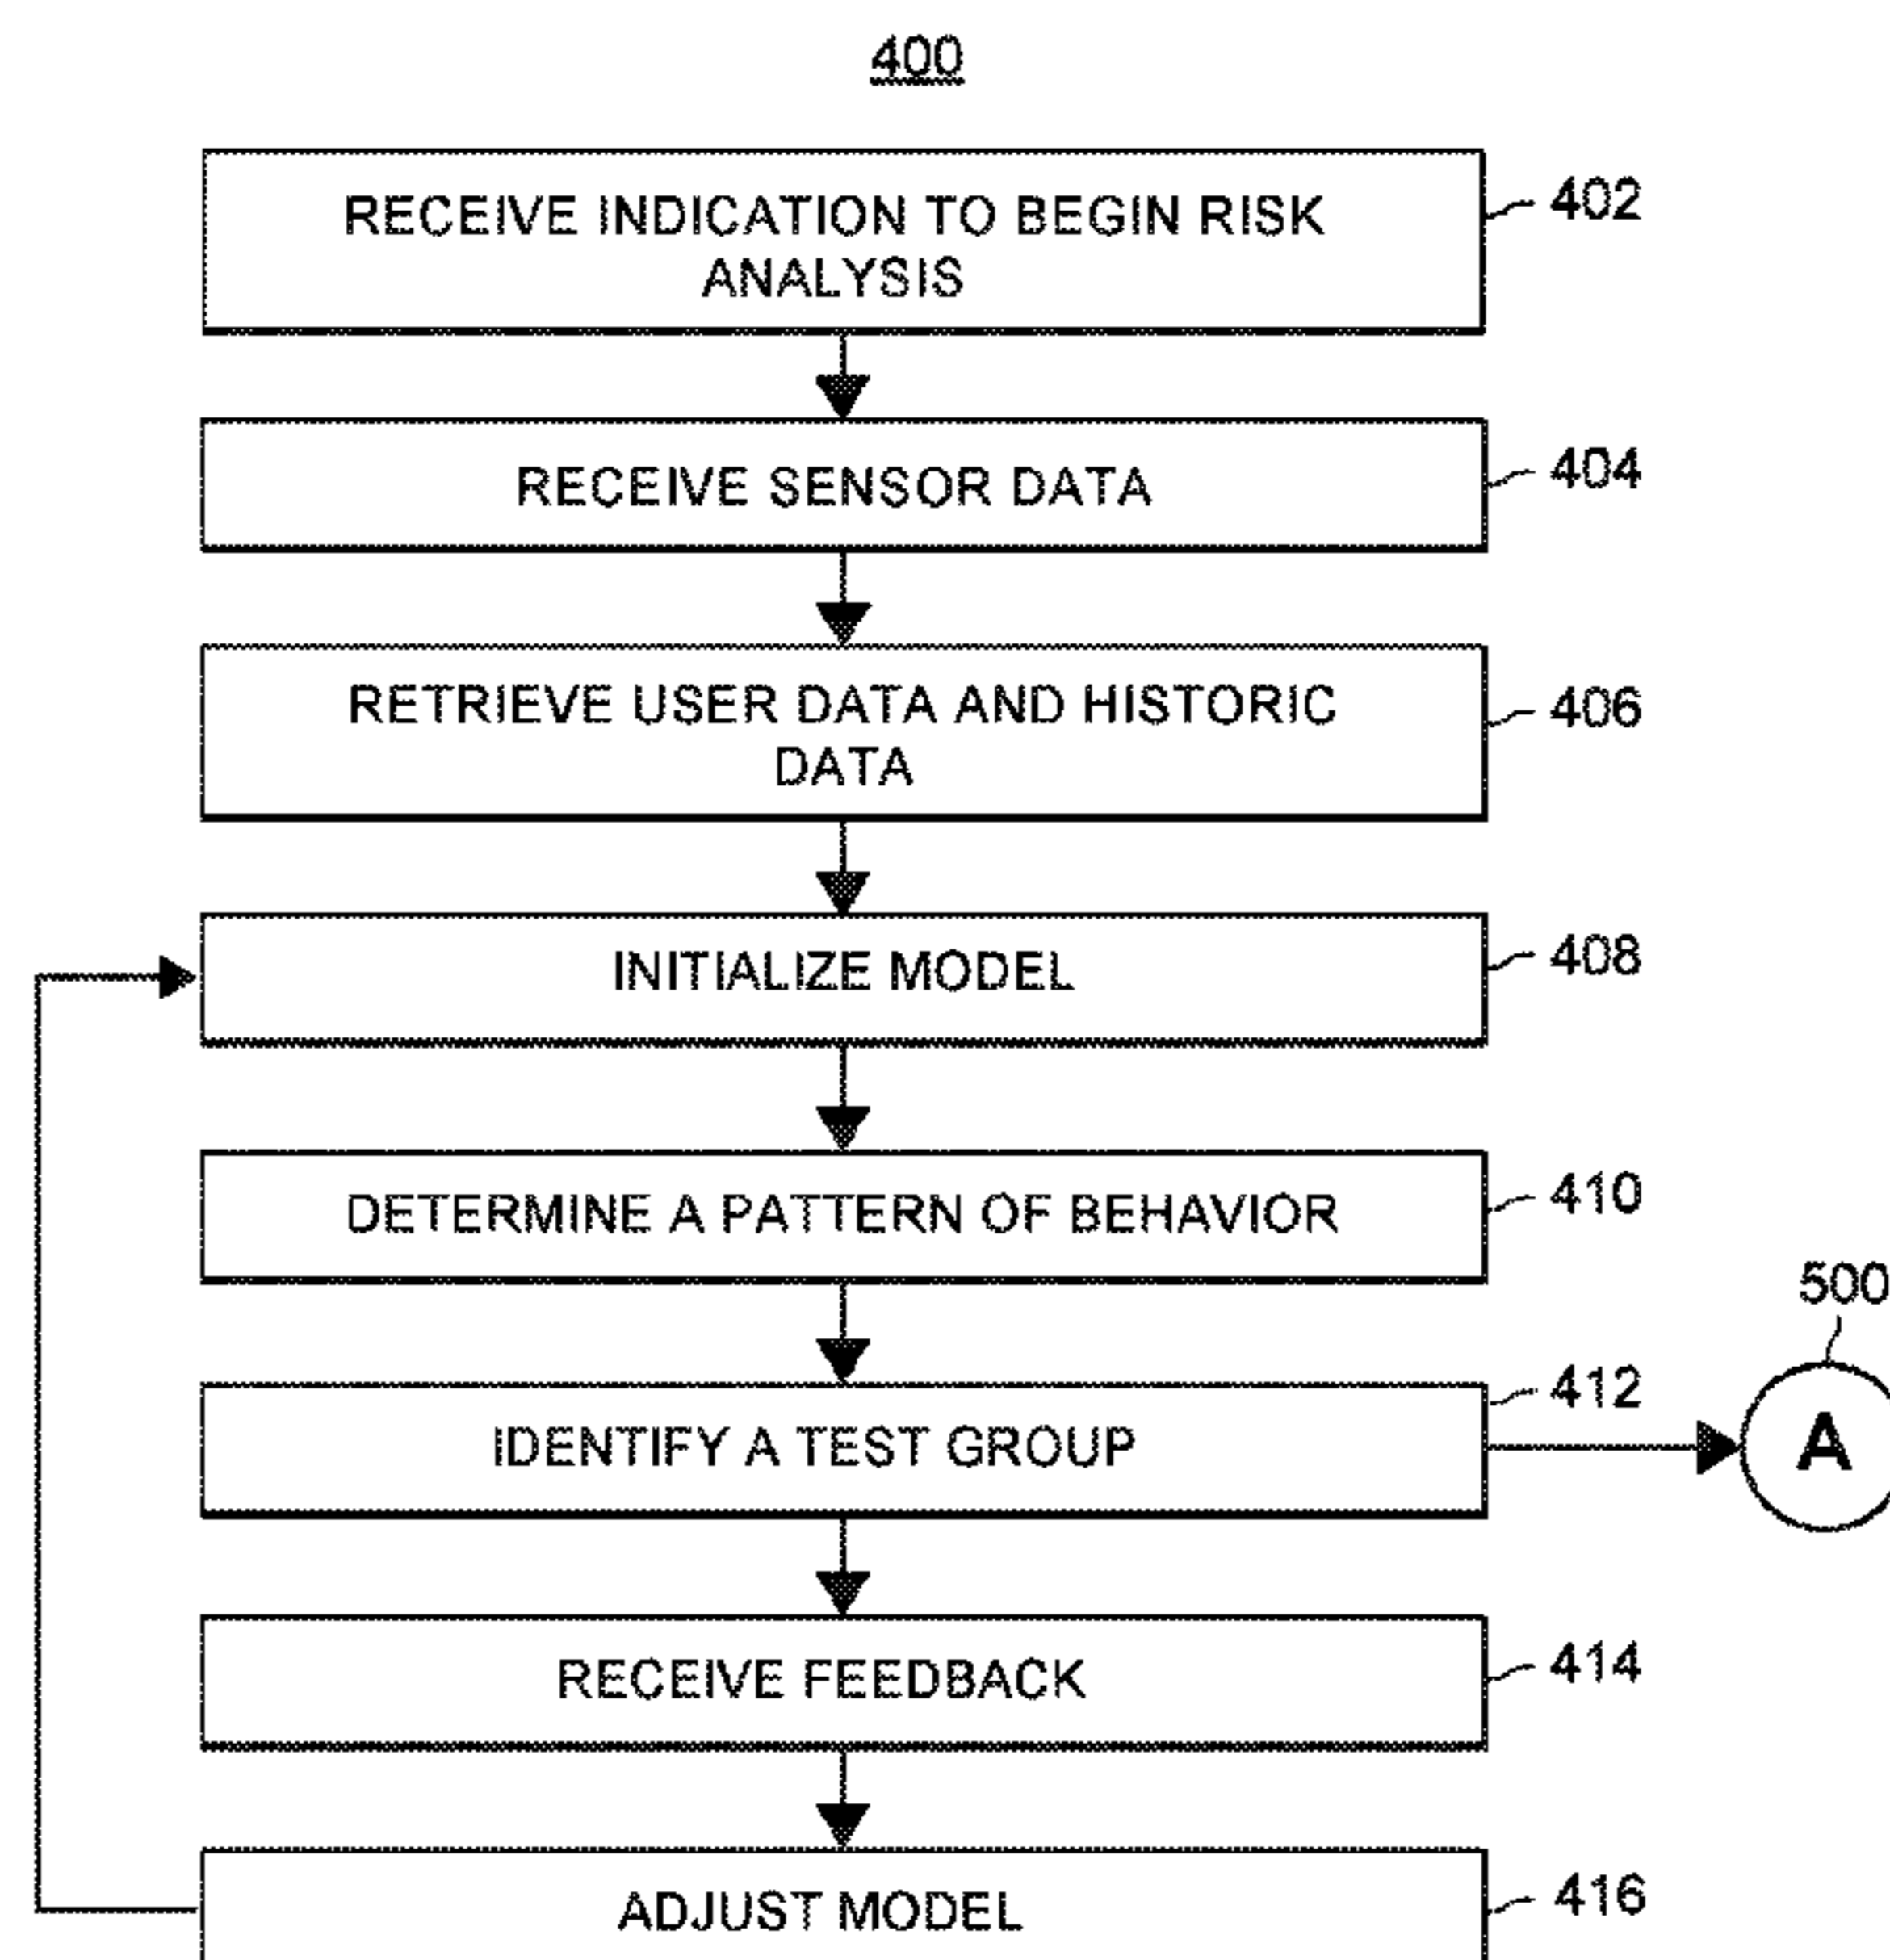 400
RECEIVE INDICATION TO BEGIN RISK
ANALYSIS
402
RECEIVE SENSOR DATA
404
RETRIEVE USER DATA AND HISTORIC
DATA
406
INITIALIZE MODEL
408
DETERMINE A PATTERN OF BEHAVIOR
410
IDENTIFY A TEST GROUP
412
500
A
RECEIVE FEEDBACK
414
ADJUST MODEL
416